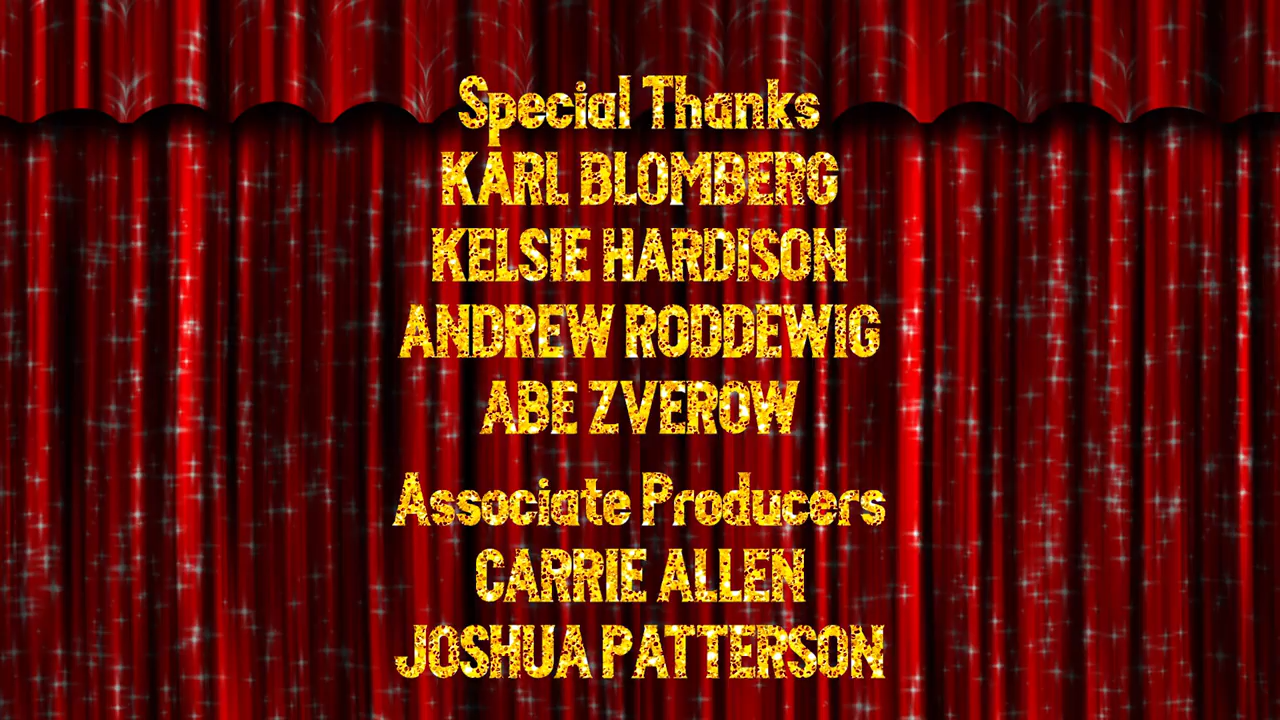 Special Thanks
KARL BLOMBERG
KELSIE HARDISON
ANDREW RODDEWIG
ABE ZVEROW
Associate Producers
CARRIE ALLEN
JOSHUA PATTERSON